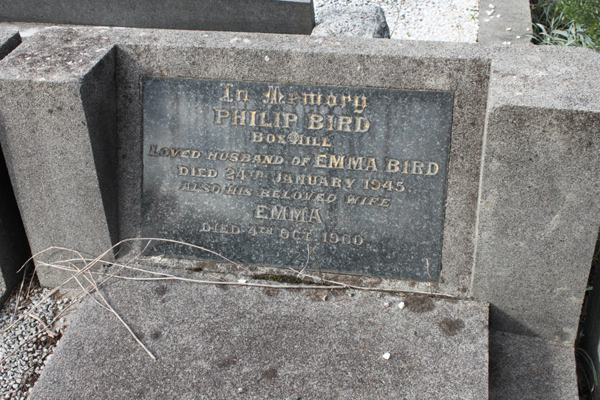 In Memory
PHILIP BIRD
BOX HILL
LOVED HUSBAND OF EMMA BIRD
DIED 24TH JANUARY 1945.
ALSO HIS BELOVED WIFE
EMMA
DIED 4TH OCT. 1960.